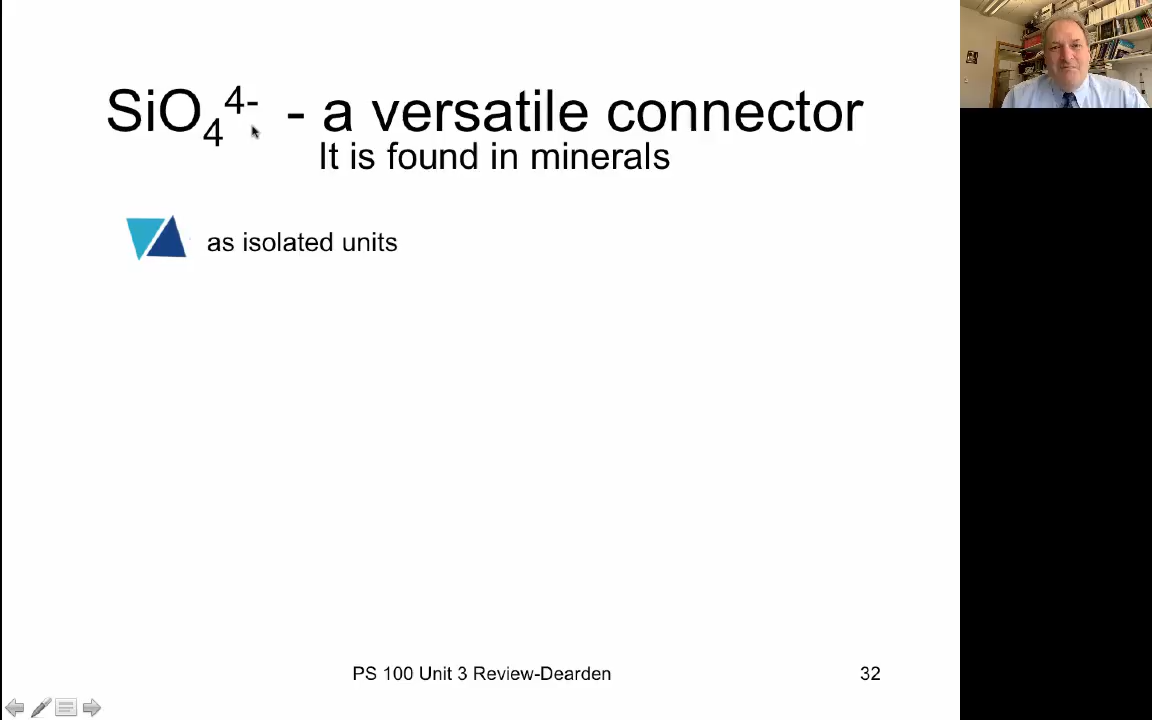 SiO₄⁴⁻ - a versatile connector
It is found in minerals
as isolated units
PS 100 Unit 3 Review-Dearden
32